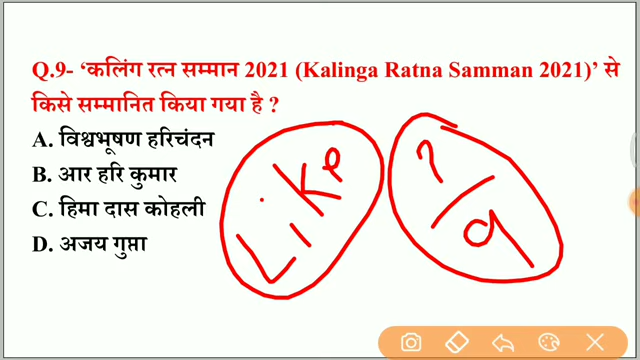 Q.9- ‘कलिंग रत्न सम्मान 2021 (Kalinga Ratna Samman 2021)’ से
किसे सम्मानित किया गया है ?
A. विश्वभूषण हरिचंदन
B. आर हरि कुमार
C. हिमा दास कोहली
D. अजय गुप्ता
Like
?/9